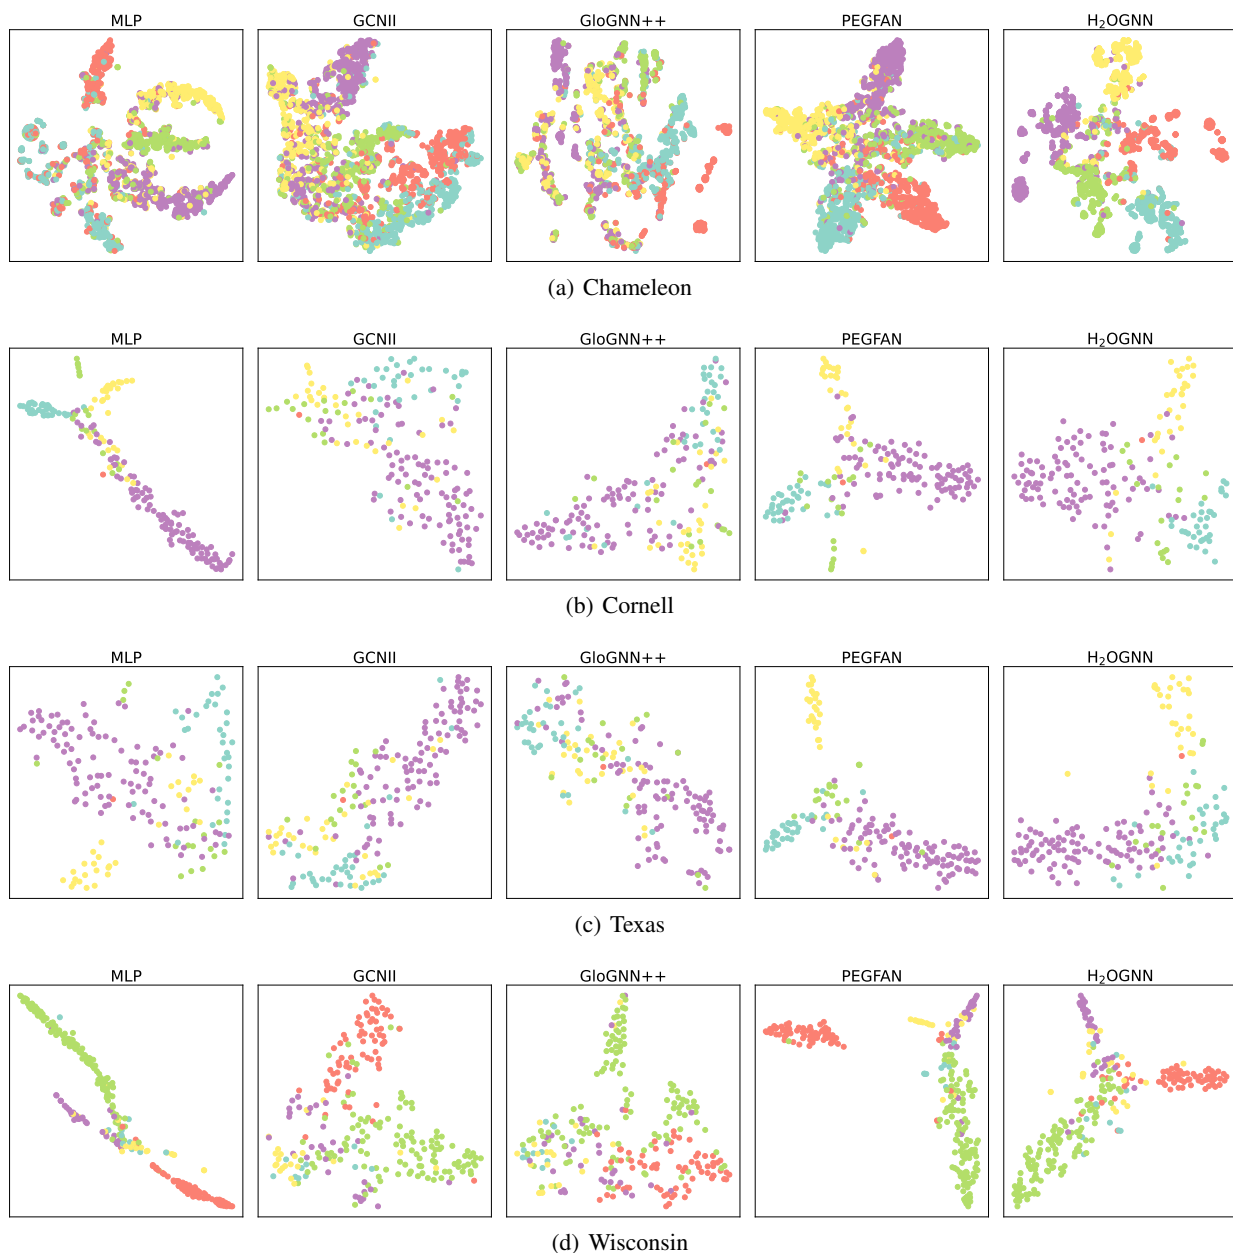 MLP GCNII GloGNN++ PEGFAN H₂OGNN
(a) Chameleon
MLP GCNII GloGNN++ PEGFAN H₂OGNN
(b) Cornell
MLP GCNII GloGNN++ PEGFAN H₂OGNN
(c) Texas
MLP GCNII GloGNN++ PEGFAN H₂OGNN
(d) Wisconsin